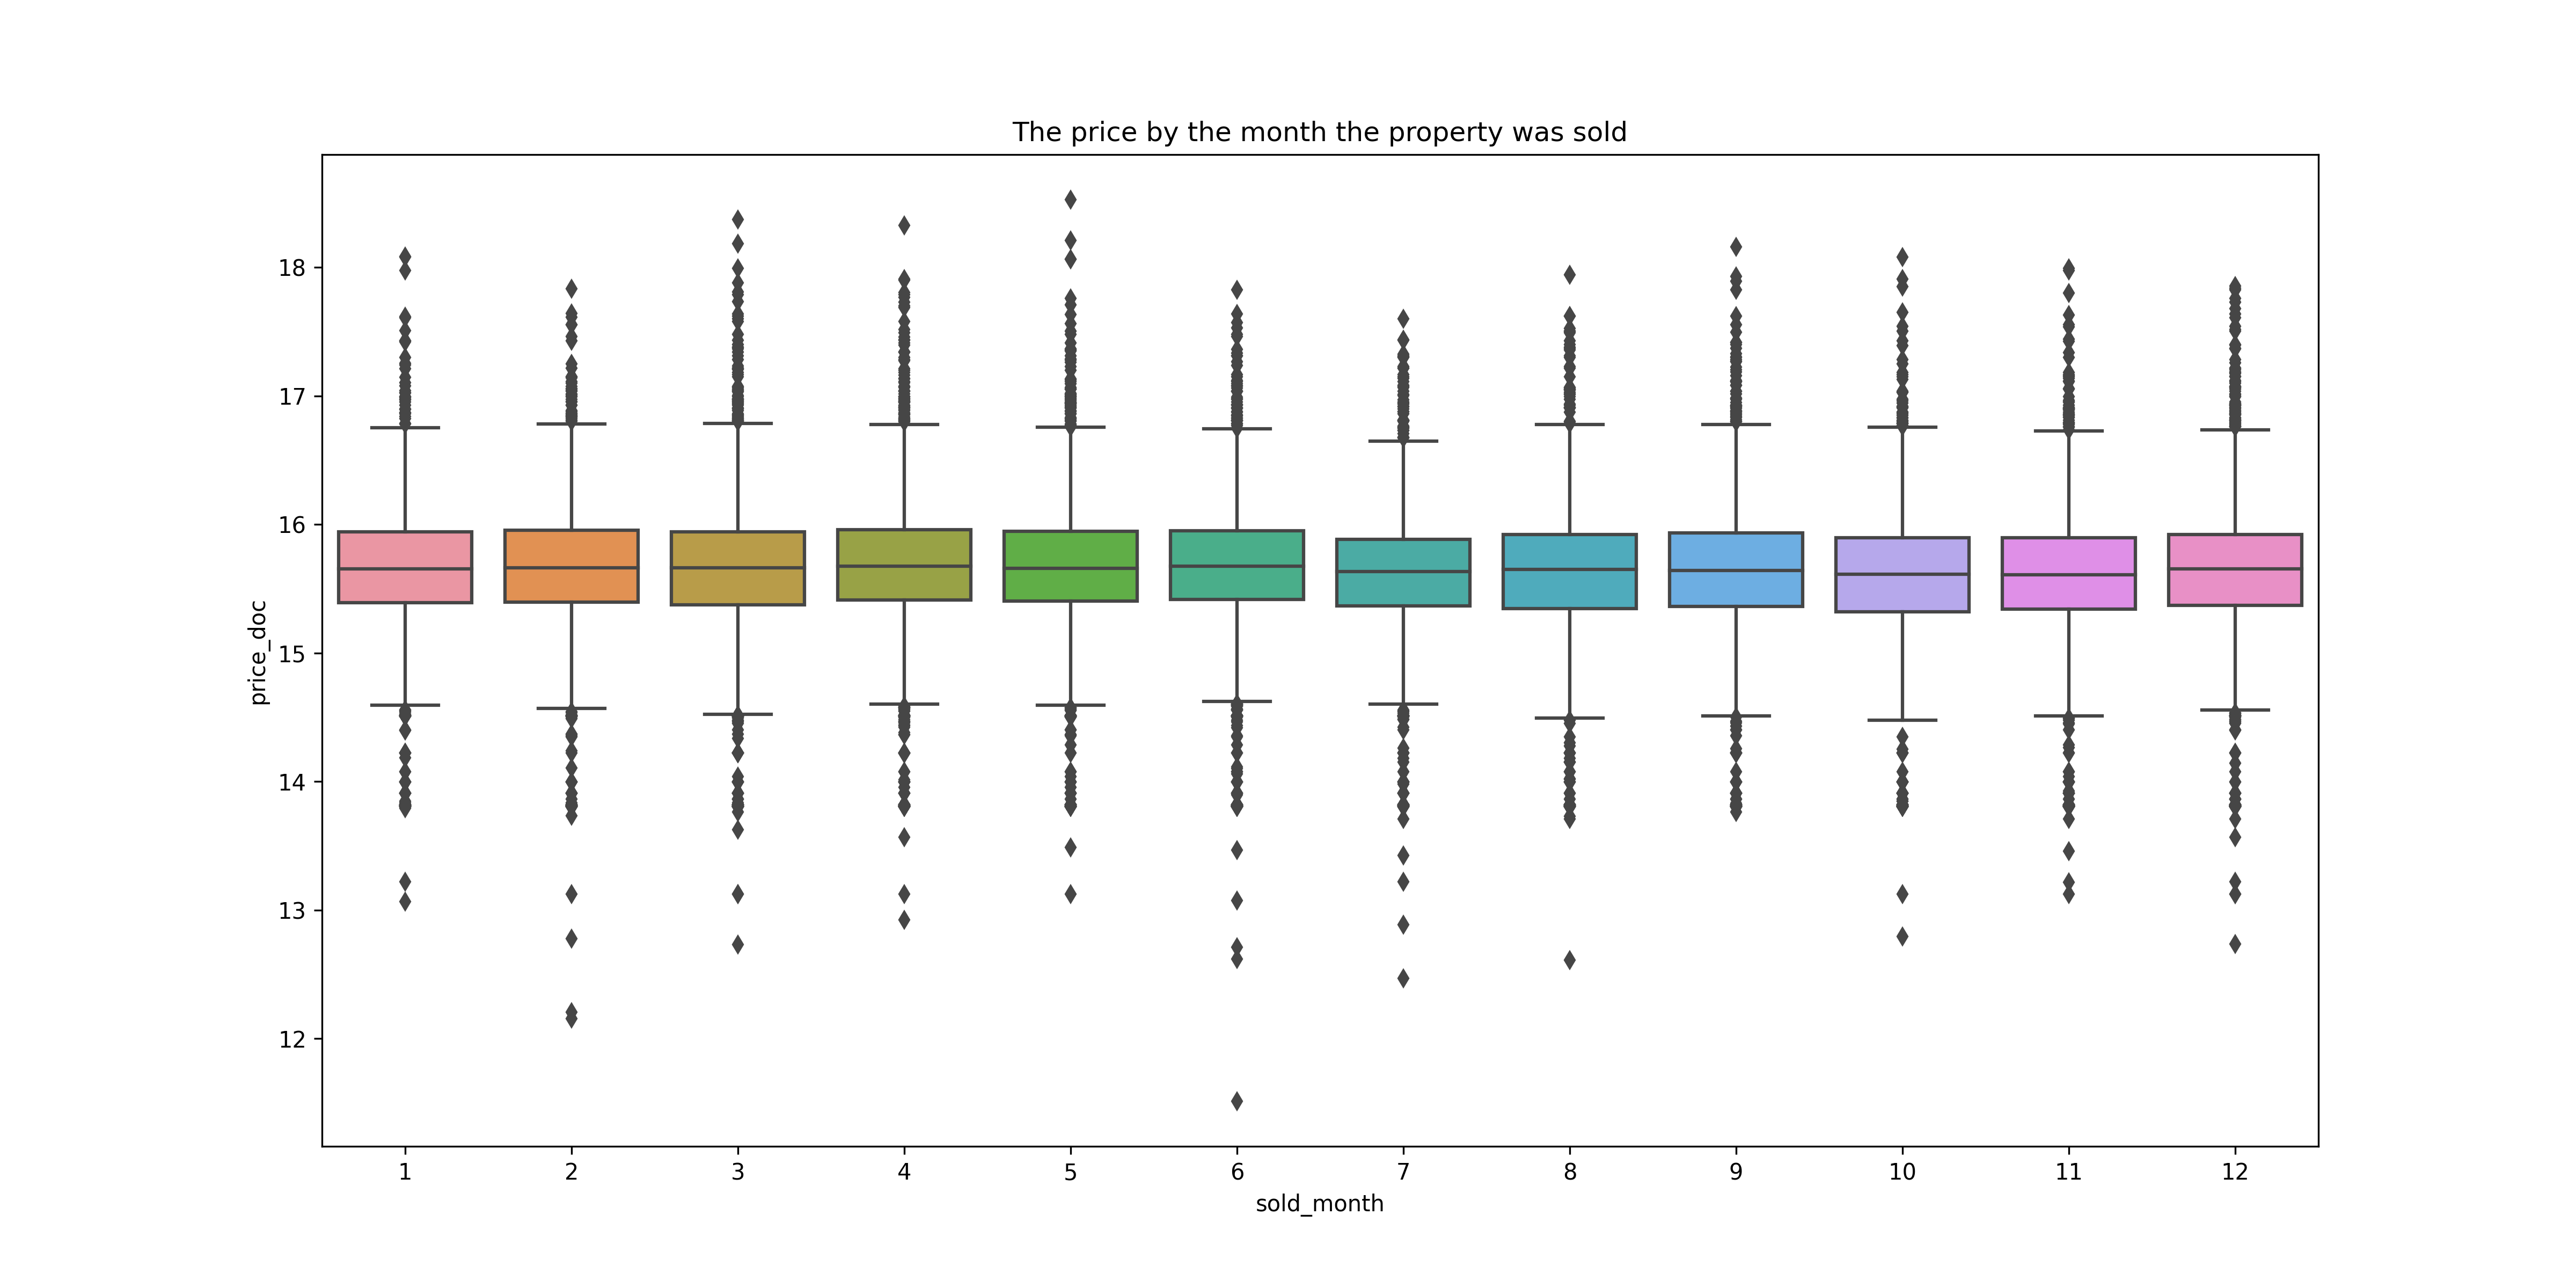 The price by the month the property was sold
18
17
16
15
14
13
12
price_doc
1 2 3 4 5 6 7 8 9 10 11 12
sold_month